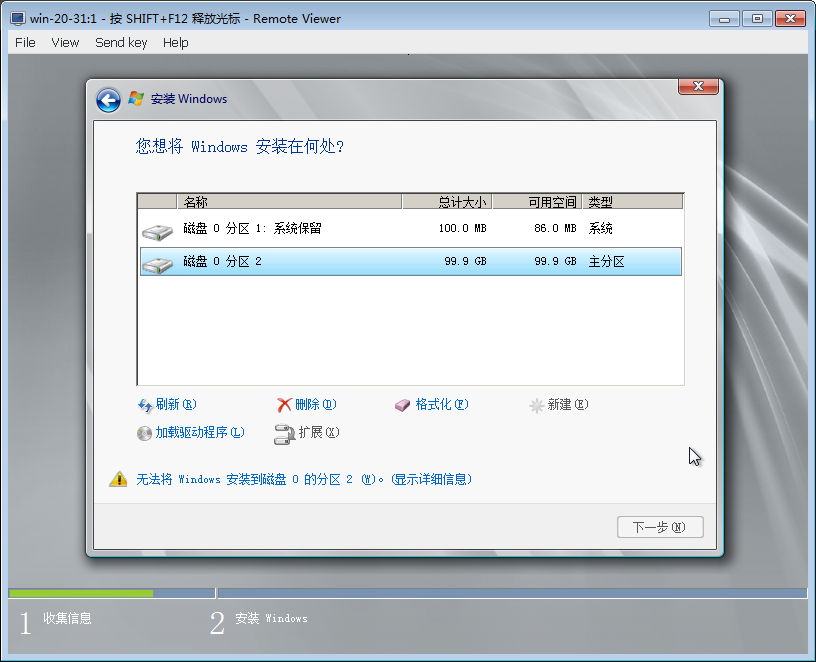 win-20-31:1 - 按 SHIFT+F12 释放光标 - Remote Viewer
File View Send key Help
安装 Windows
您想将 Windows 安装在何处?
名称 总计大小 可用空间 类型
磁盘 0 分区 1: 系统保留 100.0 MB 86.0 MB 系统
磁盘 0 分区 2 99.9 GB 99.9 GB 主分区
刷新(R) 删除(D) 格式化(F) 新建(E)
加载驱动程序(L) 扩展(X)
无法将 Windows 安装到磁盘 0 的分区 2 (W)。(显示详细信息)
下一步(N)
1 收集信息 2 安装 Windows